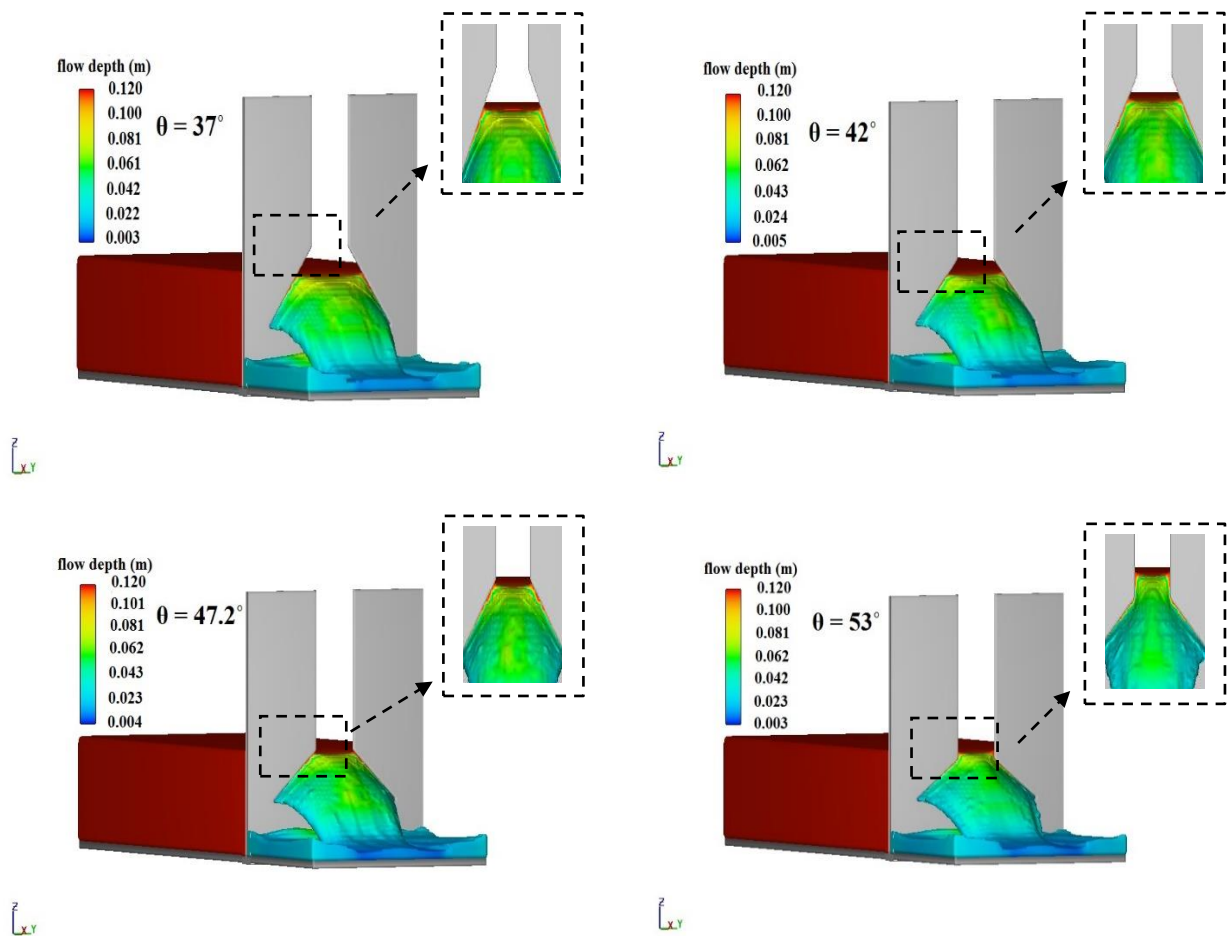 flow depth (m)
0.120
0.100
0.081
0.061
0.042
0.022
0.003
θ = 37°
Z
X Y
flow depth (m)
0.120
0.100
0.081
0.062
0.043
0.024
0.005
θ = 42°
Z
X Y
flow depth (m)
0.120
0.101
0.081
0.062
0.043
0.023
0.004
θ = 47.2°
Z
X Y
flow depth (m)
0.120
0.100
0.081
0.062
0.042
0.023
0.003
θ = 53°
Z
X Y